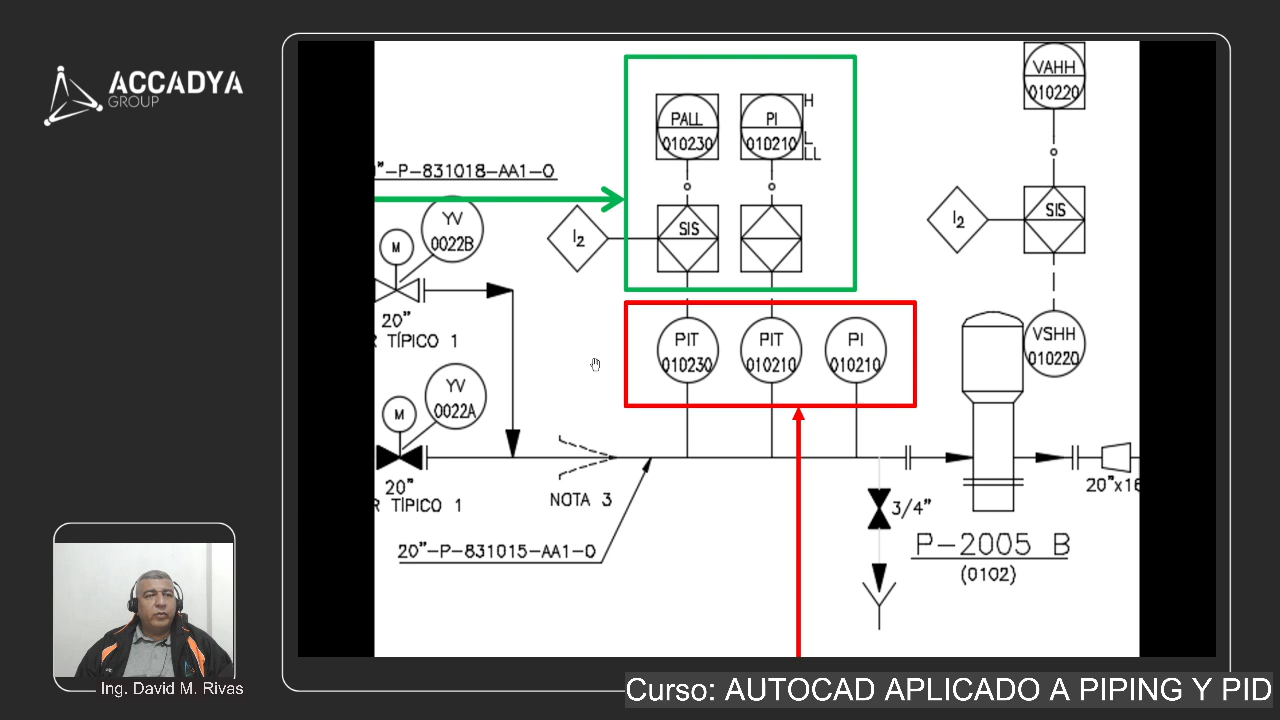 ACCADYA
GROUP
VAHH
010220
PALL
010230
PI
010210
H
L
LL
"-P-831018-AA1-0
YV
0022B
M
I2
SIS
I2
SIS
20"
TÍPICO 1
PIT
010230
PIT
010210
PI
010210
VSHH
010220
YV
0022A
M
20"
TÍPICO 1
NOTA 3
3/4"
20"x16
20"-P-831015-AA1-0
P-2005 B
(0102)
Ing. David M. Rivas
Curso: AUTOCAD APLICADO A PIPING Y PID